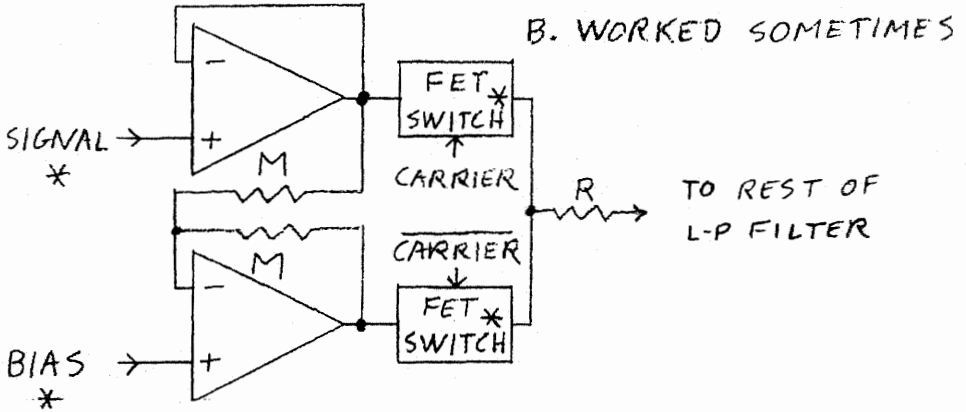 B. WORKED SOMETIMES
−
+
SIGNAL
*
FET *
SWITCH
CARRIER
M
R
TO REST OF
L-P FILTER
M
CARRIER
−
+
FET *
SWITCH
BIAS
*